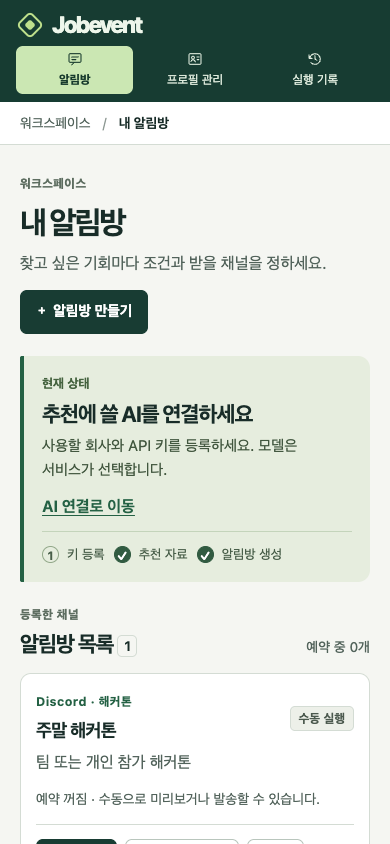 Jobevent
알림방
프로필 관리
실행 기록
워크스페이스 / 내 알림방
워크스페이스
내 알림방
찾고 싶은 기회마다 조건과 받을 채널을 정하세요.
+ 알림방 만들기
현재 상태
추천에 쓸 AI를 연결하세요
사용할 회사와 API 키를 등록하세요. 모델은
서비스가 선택합니다.
AI 연결로 이동
1 키 등록 추천 자료 알림방 생성
등록한 채널
알림방 목록 1
예약 중 0개
Discord · 해커톤
주말 해커톤
수동 실행
팀 또는 개인 참가 해커톤
예약 꺼짐 · 수동으로 미리보거나 발송할 수 있습니다.